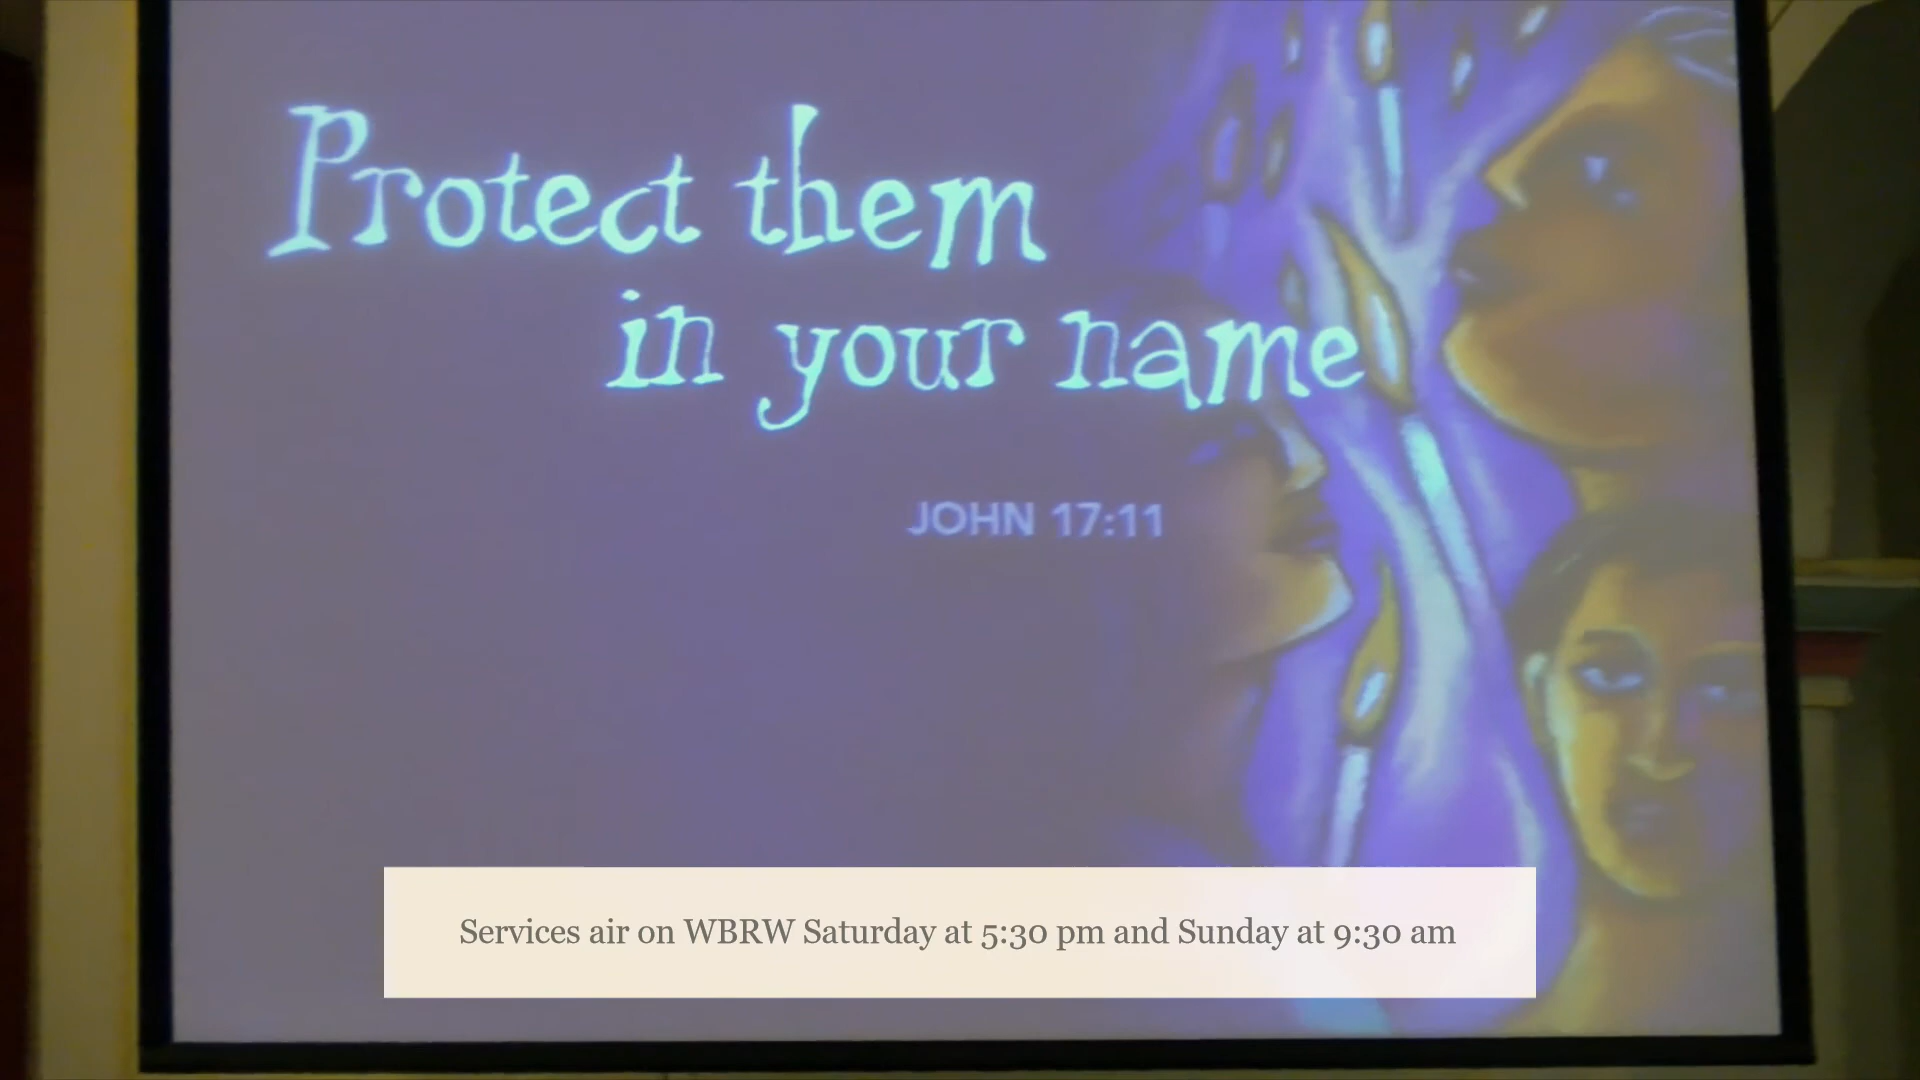 Protect them
in your name
JOHN 17:11
Services air on WBRW Saturday at 5:30 pm and Sunday at 9:30 am